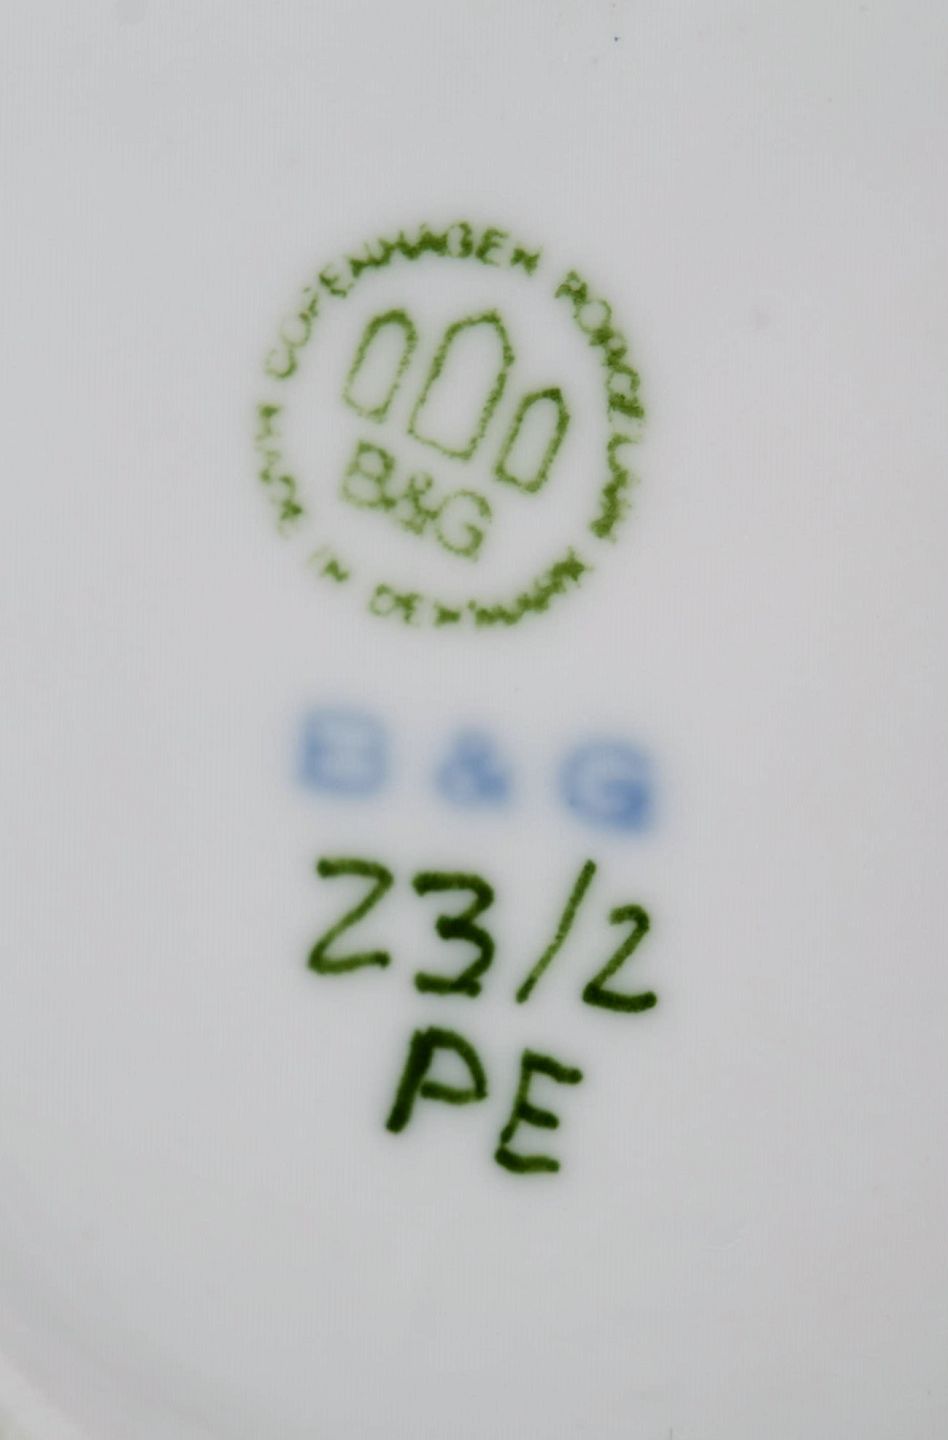 COPENHAGEN PORCELAIN
MADE IN DENMARK
B&G
B & G
23/2
PE